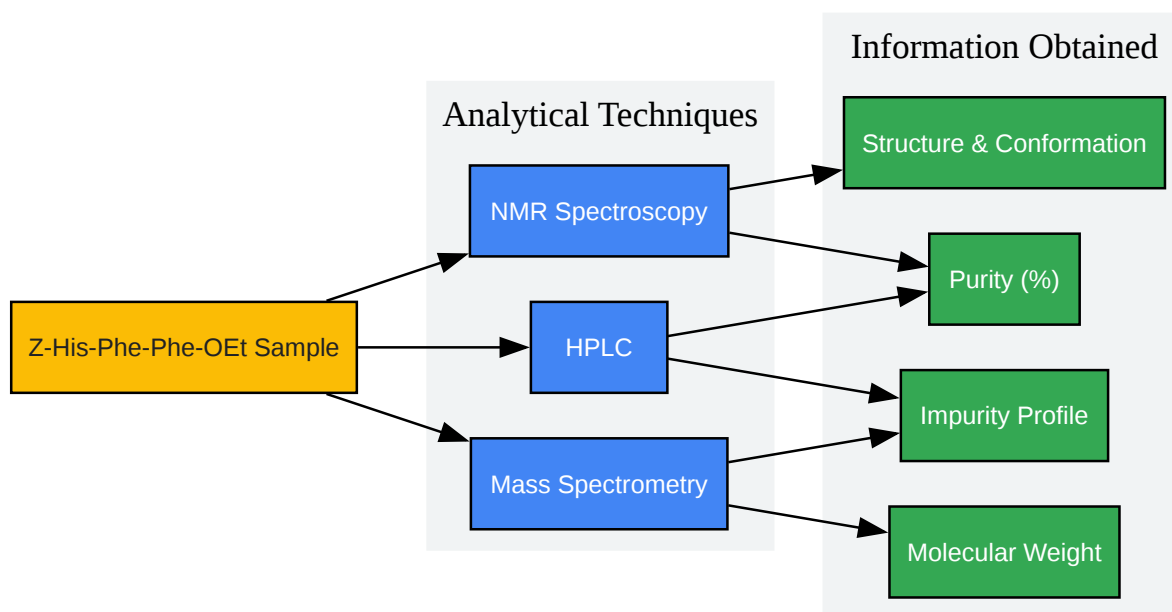 Information Obtained
Analytical Techniques
Structure & Conformation
NMR Spectroscopy
Purity (%)
Z-His-Phe-Phe-OEt Sample
HPLC
Impurity Profile
Mass Spectrometry
Molecular Weight